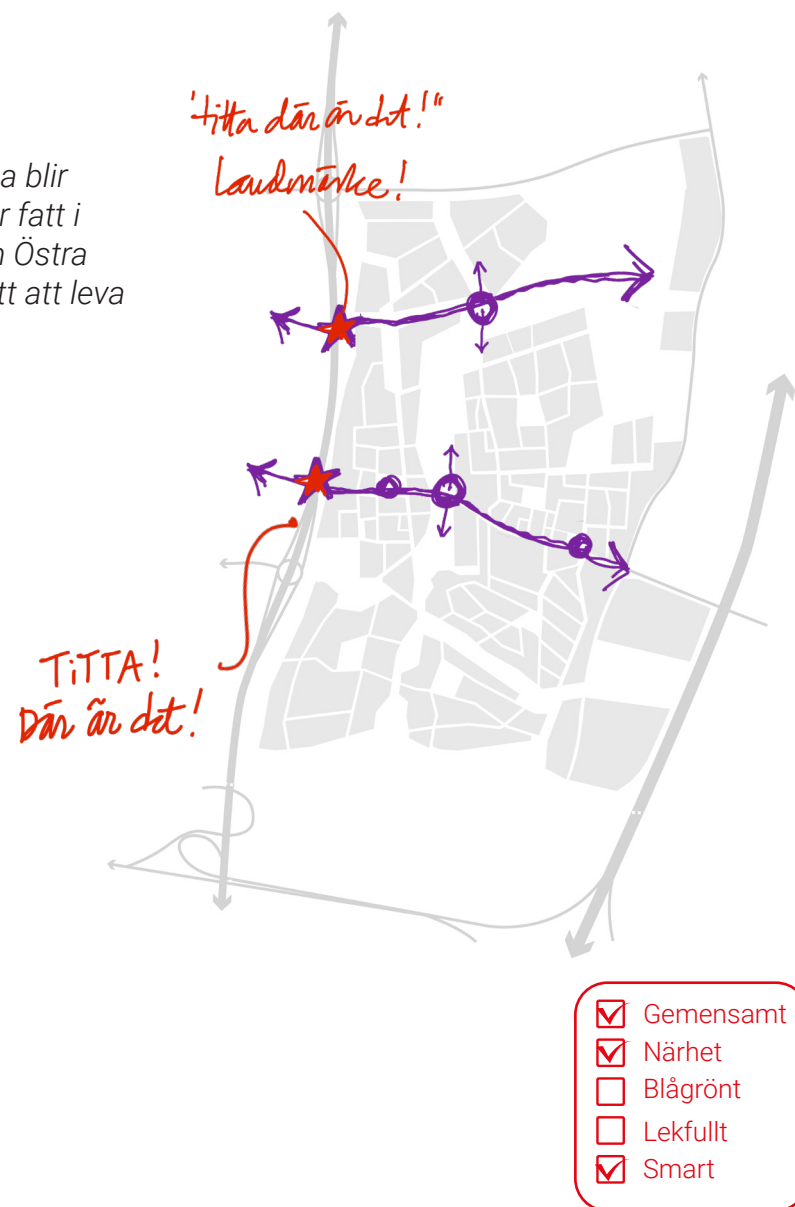 'titta där är det!"
Landmärke!
a blir
r fatt i
n Östra
tt att leva
TiTTA!
Där är det!
Gemensamt
Närhet
Blågrönt
Lekfullt
Smart